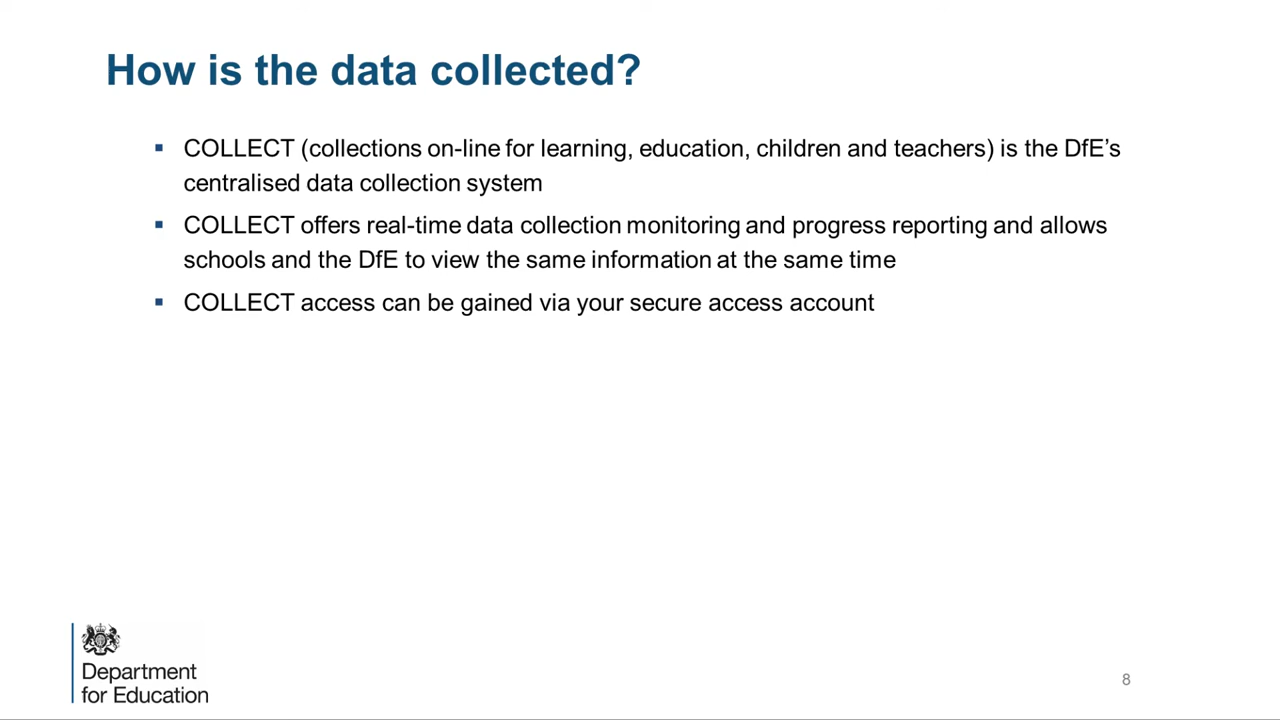 How is the data collected?
▪ COLLECT (collections on-line for learning, education, children and teachers) is the DfE’s
centralised data collection system
▪ COLLECT offers real-time data collection monitoring and progress reporting and allows
schools and the DfE to view the same information at the same time
▪ COLLECT access can be gained via your secure access account
Department
for Education
8